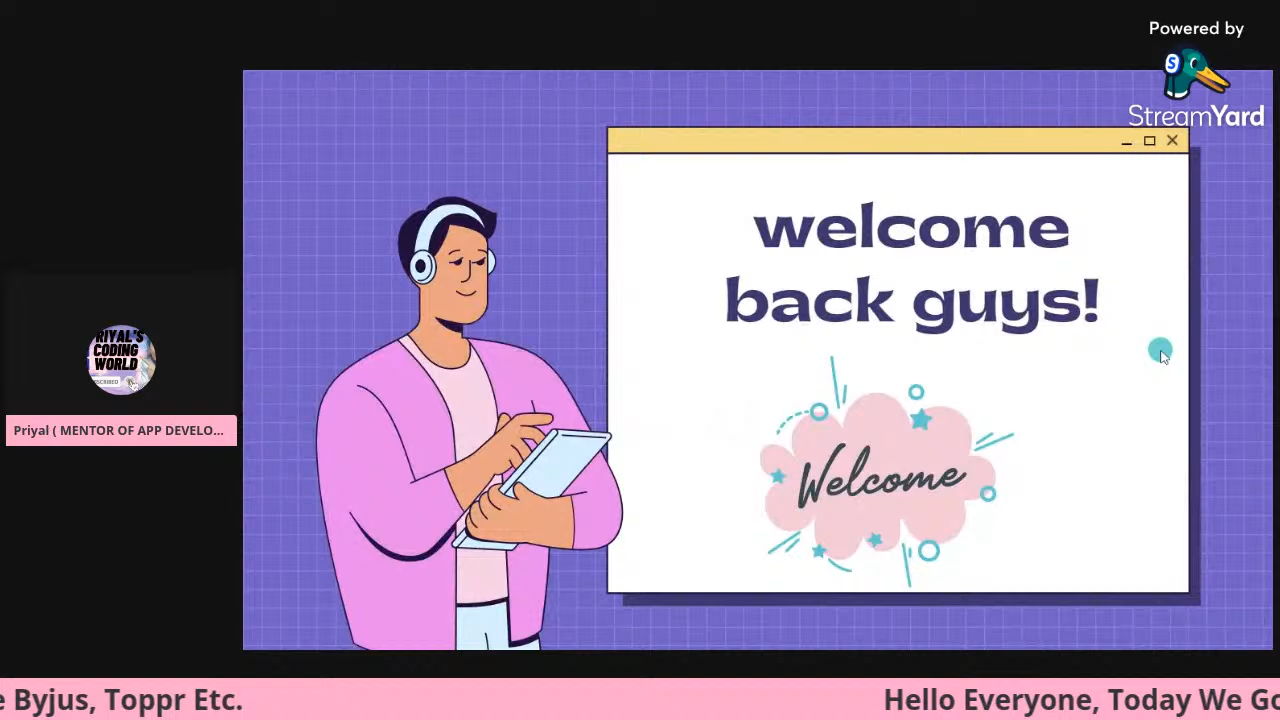 Powered by
StreamYard
welcome
back guys!
Welcome
RIYAL'S
CODING
WORLD
Priyal ( MENTOR OF APP DEVELO...
e Byjus, Toppr Etc.
Hello Everyone, Today We Go